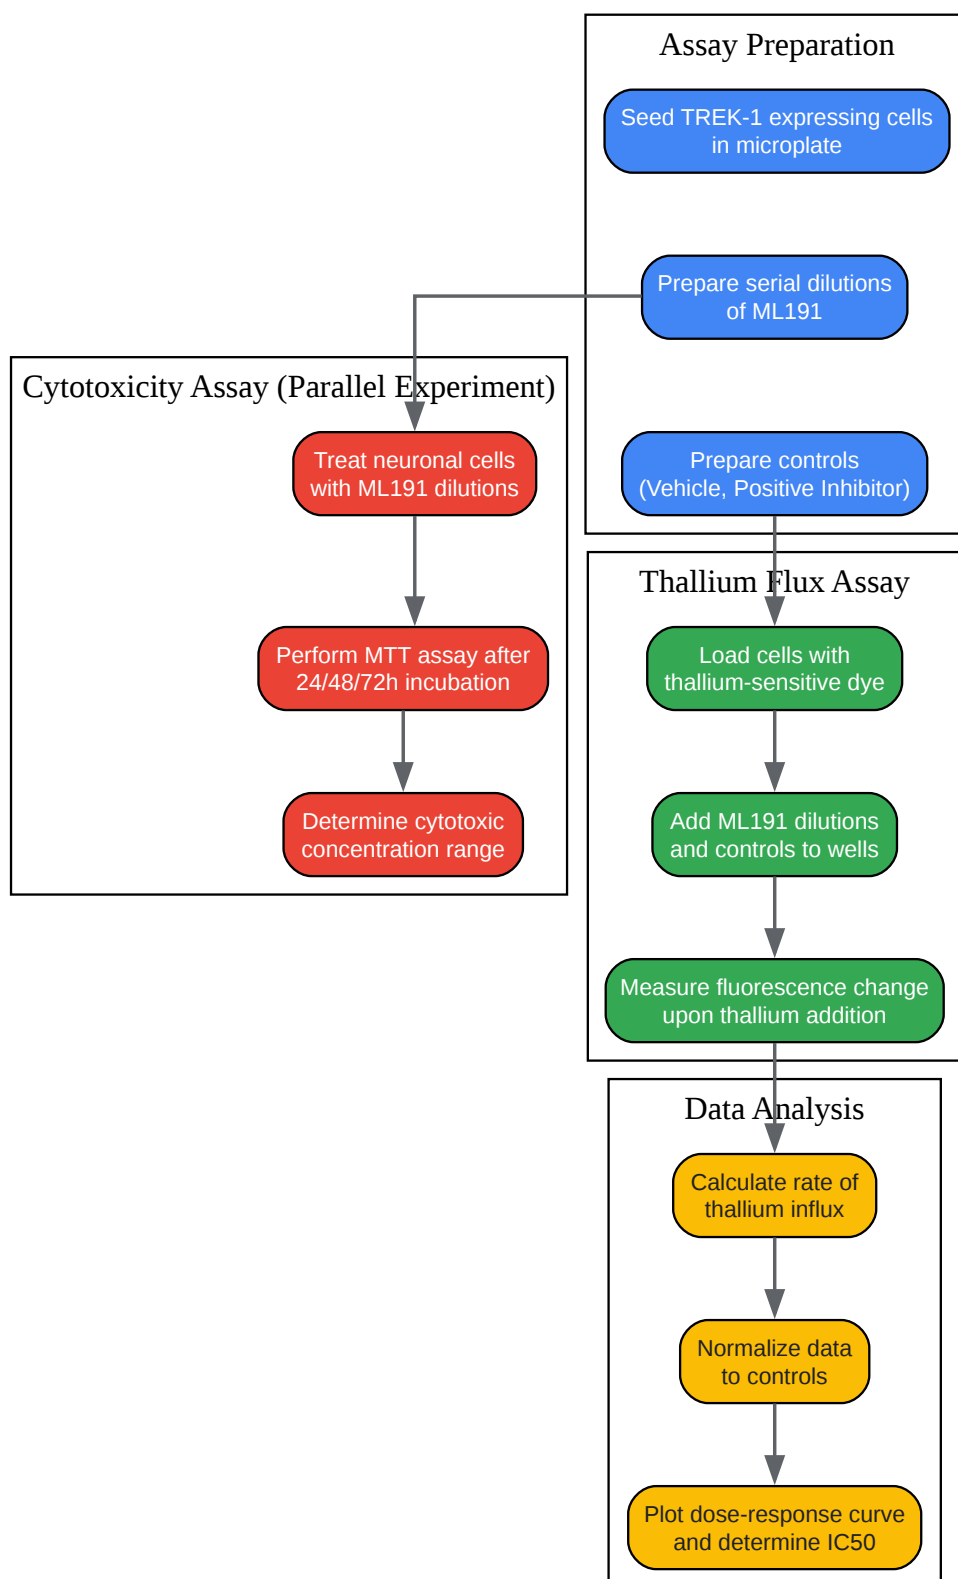 Assay Preparation
Seed TREK-1 expressing cells
in microplate
Prepare serial dilutions
of ML191
Prepare controls
(Vehicle, Positive Inhibitor)
Cytotoxicity Assay (Parallel Experiment)
Treat neuronal cells
with ML191 dilutions
Perform MTT assay after
24/48/72h incubation
Determine cytotoxic
concentration range
Thallium Flux Assay
Load cells with
thallium-sensitive dye
Add ML191 dilutions
and controls to wells
Measure fluorescence change
upon thallium addition
Data Analysis
Calculate rate of
thallium influx
Normalize data
to controls
Plot dose-response curve
and determine IC50